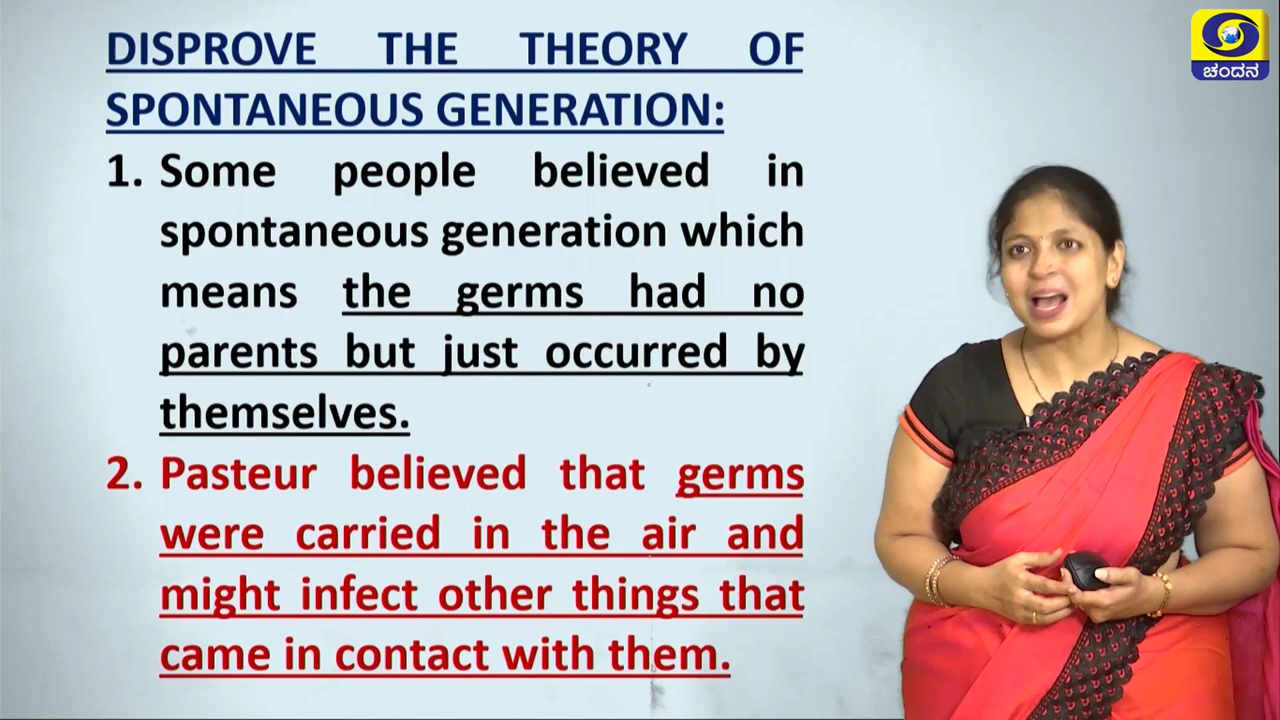 DISPROVE THE THEORY OF
SPONTANEOUS GENERATION:
1. Some people believed in
spontaneous generation which
means the germs had no
parents but just occurred by
themselves.
2. Pasteur believed that germs
were carried in the air and
might infect other things that
came in contact with them.
ಚಂದನ